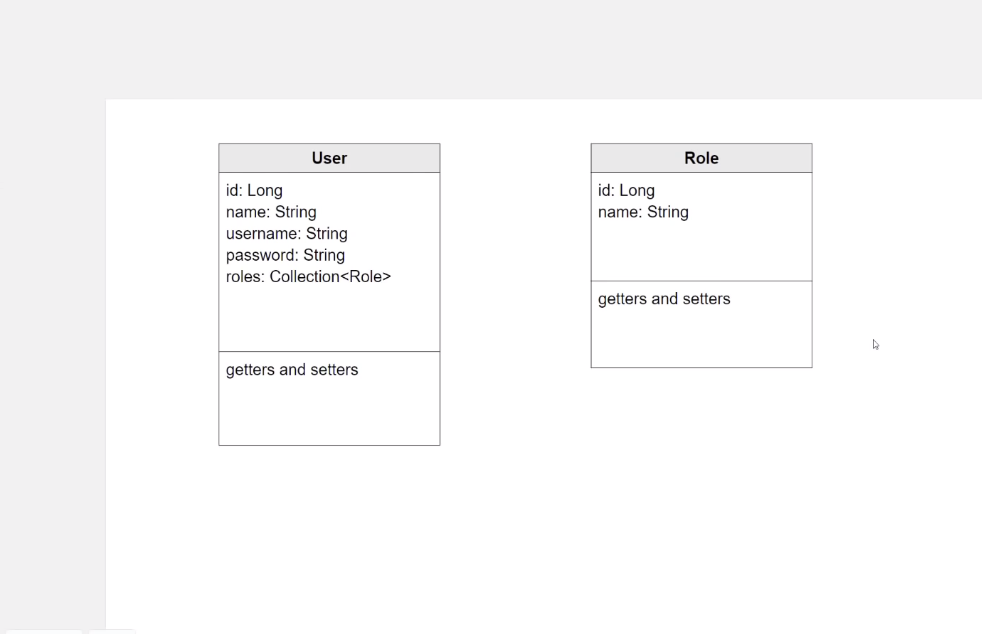 User
id: Long
name: String
username: String
password: String
roles: Collection<Role>
getters and setters
Role
id: Long
name: String
getters and setters